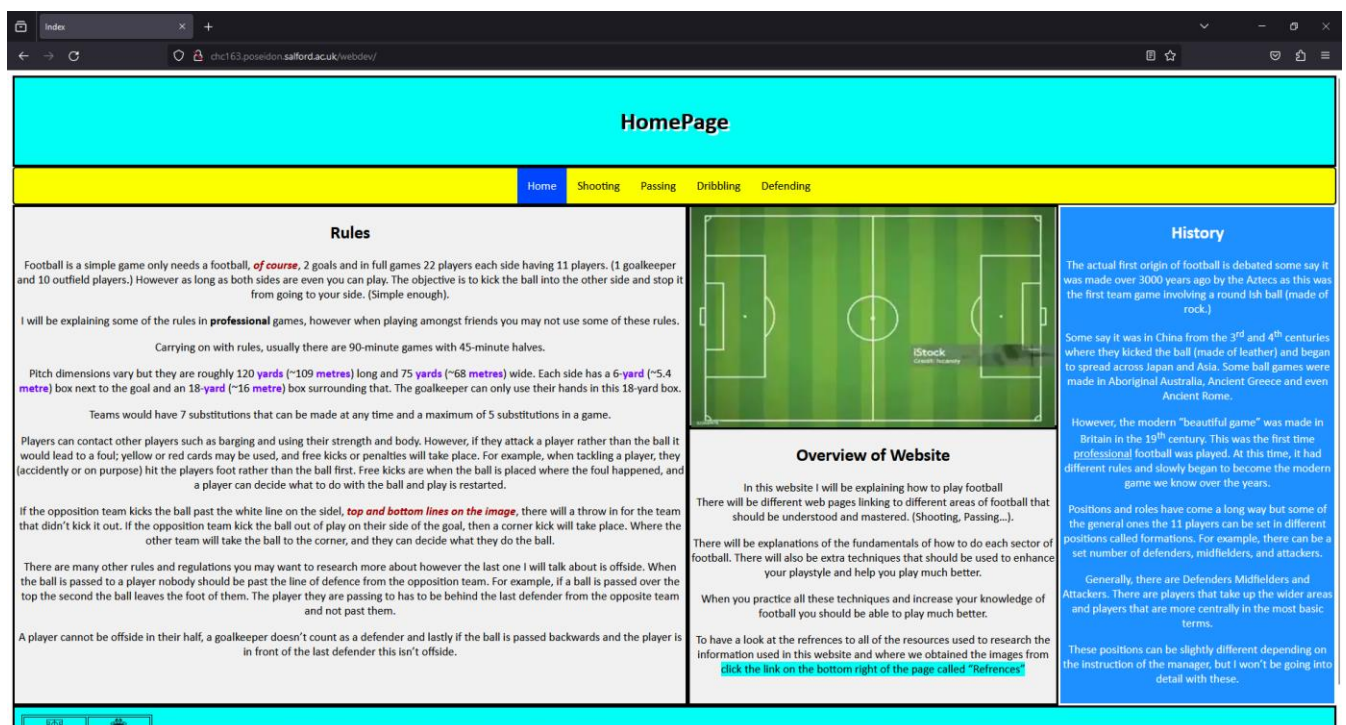 Index
chc163.poseidon.salford.ac.uk/webdev/
HomePage
Home Shooting Passing Dribbling Defending
Rules
Football is a simple game only needs a football, of course, 2 goals and in full games 22 players each side having 11 players. (1 goalkeeper
and 10 outfield players.) However as long as both sides are even you can play. The objective is to kick the ball into the other side and stop it
from going to your side. (Simple enough).
I will be explaining some of the rules in professional games, however when playing amongst friends you may not use some of these rules.
Carrying on with rules, usually there are 90-minute games with 45-minute halves.
Pitch dimensions vary but they are roughly 120 yards (~109 metres) long and 75 yards (~68 metres) wide. Each side has a 6-yard (~5.4
metre) box next to the goal and an 18-yard (~16 metre) box surrounding that. The goalkeeper can only use their hands in this 18-yard box.
Teams would have 7 substitutions that can be made at any time and a maximum of 5 substitutions in a game.
Players can contact other players such as barging and using their strength and body. However, if they attack a player rather than the ball it
would lead to a foul; yellow or red cards may be used, and free kicks or penalties will take place. For example, when tackling a player, they
(accidently or on purpose) hit the players foot rather than the ball first. Free kicks are when the ball is placed where the foul happened, and
a player can decide what to do with the ball and play is restarted.
If the opposition team kicks the ball past the white line on the sidel, top and bottom lines on the image, there will a throw in for the team
that didn't kick it out. If the opposition team kick the ball out of play on their side of the goal, then a corner kick will take place. Where the
other team will take the ball to the corner, and they can decide what they do the ball.
There are many other rules and regulations you may want to research more about however the last one I will talk about is offside. When
the ball is passed to a player nobody should be past the line of defence from the opposition team. For example, if a ball is passed over the
top the second the ball leaves the foot of them. The player they are passing to has to be behind the last defender from the opposite team
and not past them.
A player cannot be offside in their half, a goalkeeper doesn't count as a defender and lastly if the ball is passed backwards and the player is
in front of the last defender this isn't offside.
iStock
Overview of Website
In this website I will be explaining how to play football
There will be different web pages linking to different areas of football that
should be understood and mastered. (Shooting, Passing...).
There will be explanations of the fundamentals of how to do each sector of
football. There will also be extra techniques that should be used to enhance
your playstyle and help you play much better.
When you practice all these techniques and increase your knowledge of
football you should be able to play much better.
To have a look at the refrences to all of the resources used to research the
information used in this website and where we obtained the images from
click the link on the bottom right of the page called "Refrences"
History
The actual first origin of football is debated some say it
was made over 3000 years ago by the Aztecs as this was
the first team game involving a round Ish ball (made of
rock.)
Some say it was in China from the 3rd and 4th centuries
where they kicked the ball (made of leather) and began
to spread across Japan and Asia. Some ball games were
made in Aboriginal Australia, Ancient Greece and even
Ancient Rome.
However, the modern "beautiful game" was made in
Britain in the 19th century. This was the first time
professional football was played. At this time, it had
different rules and slowly began to become the modern
game we know over the years.
Positions and roles have come a long way but some of
the general ones the 11 players can be set in different
positions called formations. For example, there can be a
set number of defenders, midfielders, and attackers.
Generally, there are Defenders Midfielders and
Attackers. There are players that take up the wider areas
and players that are more centrally in the most basic
terms.
These positions can be slightly different depending on
the instruction of the manager, but I won't be going into
detail with these.